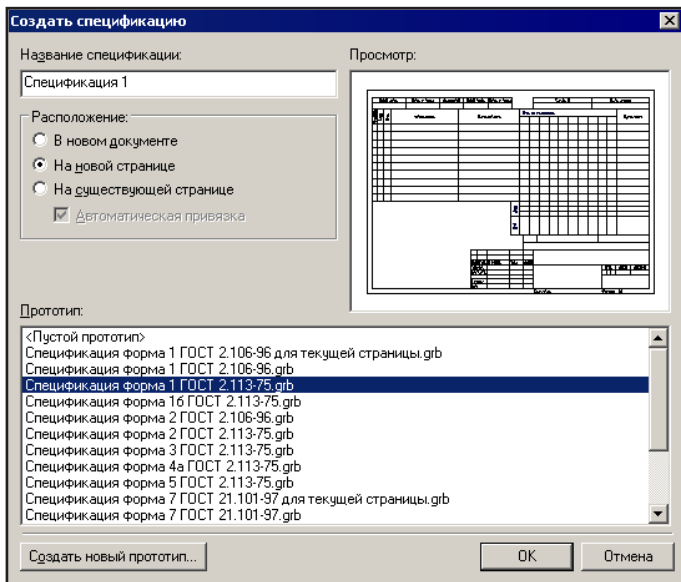 Создать спецификацию
Название спецификации:
Спецификация 1
Расположение:
В новом документе
На новой странице
На существующей странице
Автоматическая привязка
Просмотр:
Прототип:
<Пустой прототип>
Спецификация форма 1 ГОСТ 2.106-96 для текущей страницы.grb
Спецификация форма 1 ГОСТ 2.106-96.grb
Спецификация форма 1 ГОСТ 2.113-75.grb
Спецификация форма 1б ГОСТ 2.113-75.grb
Спецификация форма 2 ГОСТ 2.106-96.grb
Спецификация форма 2 ГОСТ 2.113-75.grb
Спецификация форма 3 ГОСТ 2.113-75.grb
Спецификация форма 4а ГОСТ 2.113-75.grb
Спецификация форма 5 ГОСТ 2.113-75.grb
Спецификация форма 7 ГОСТ 21.101-97 для текущей страницы.grb
Спецификация форма 7 ГОСТ 21.101-97.grb
Создать новый прототип...
OK
Отмена